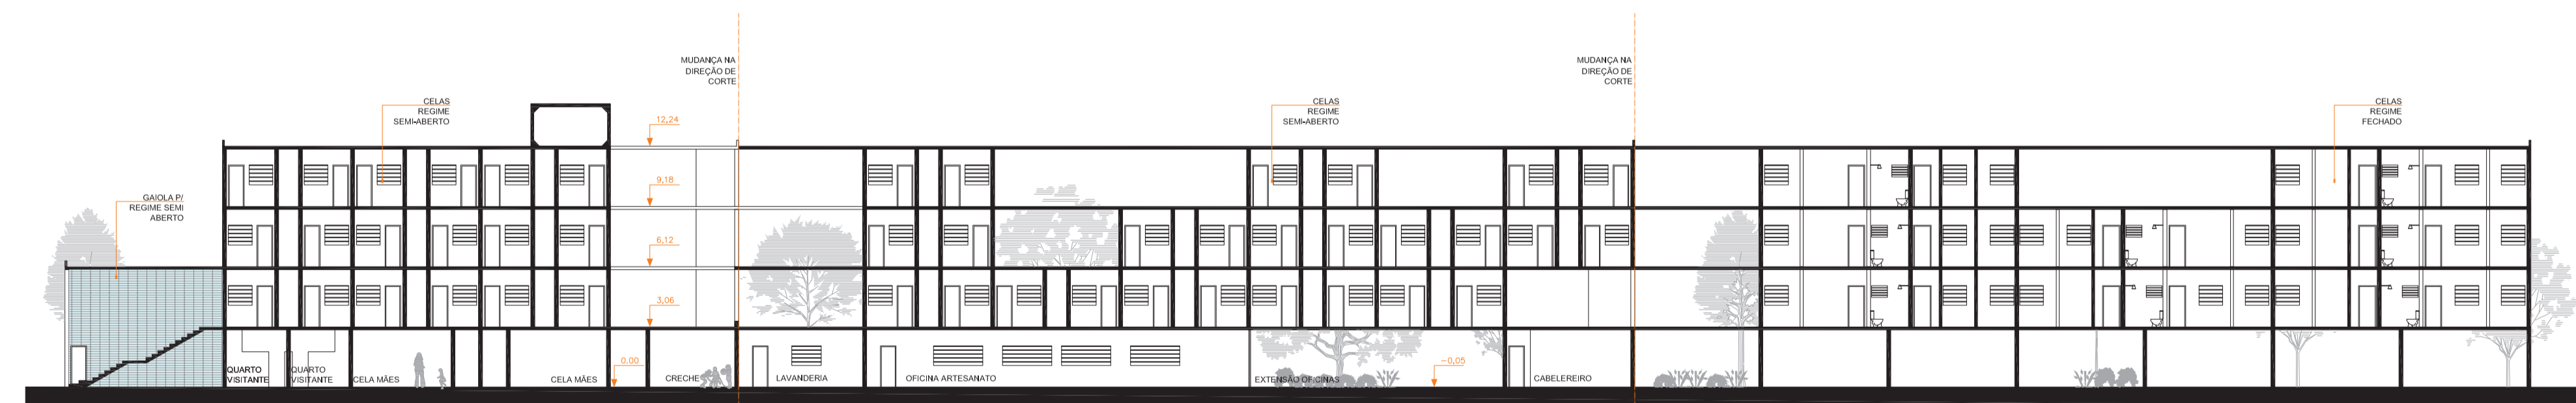 MUDANÇA NA
DIREÇÃO DE
CORTE
MUDANÇA NA
DIREÇÃO DE
CORTE
CELAS
REGIME
SEMI-ABERTO
CELAS
REGIME
SEMI-ABERTO
CELAS
REGIME
FECHADO
12,24
9,18
GAIOLA P/
REGIME SEMI
ABERTO
6,12
3,06
0.00
-0,05
QUARTO
VISITANTE
QUARTO
VISITANTE
CELA MÃES
CELA MÃES
CRECHE
LAVANDERIA
OFICINA ARTESANATO
EXTENSÃO OFICINAS
CABELEREIRO